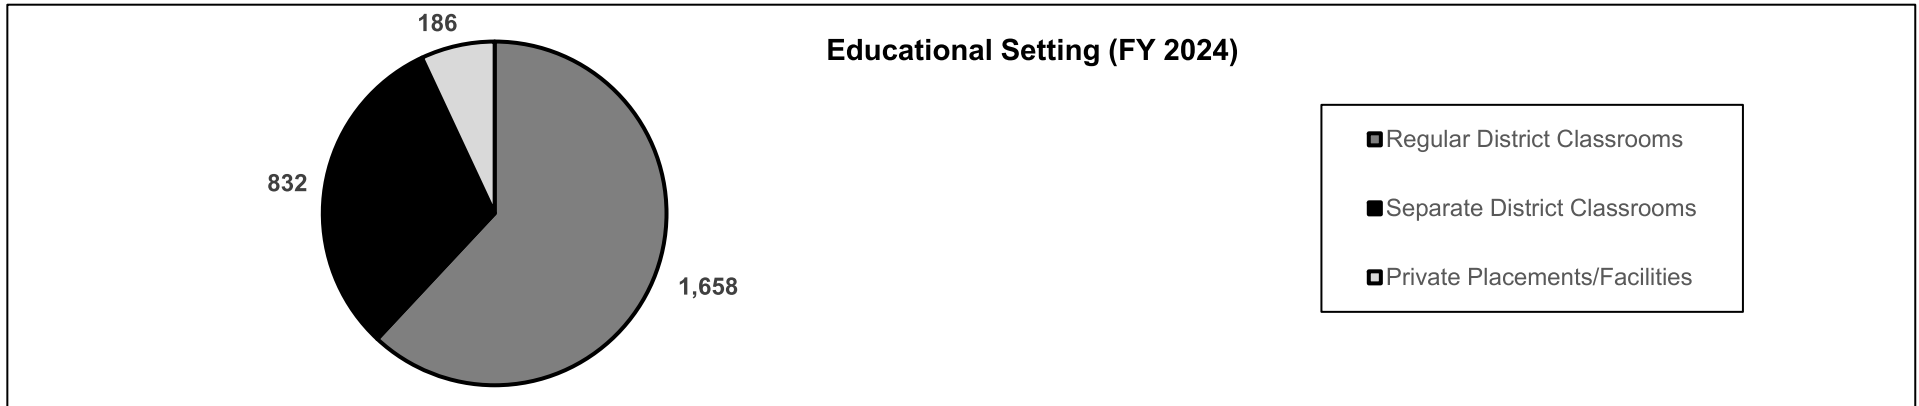 186
Educational Setting (FY 2024)
Regular District Classrooms
832
Separate District Classrooms
1,658
Private Placements/Facilities